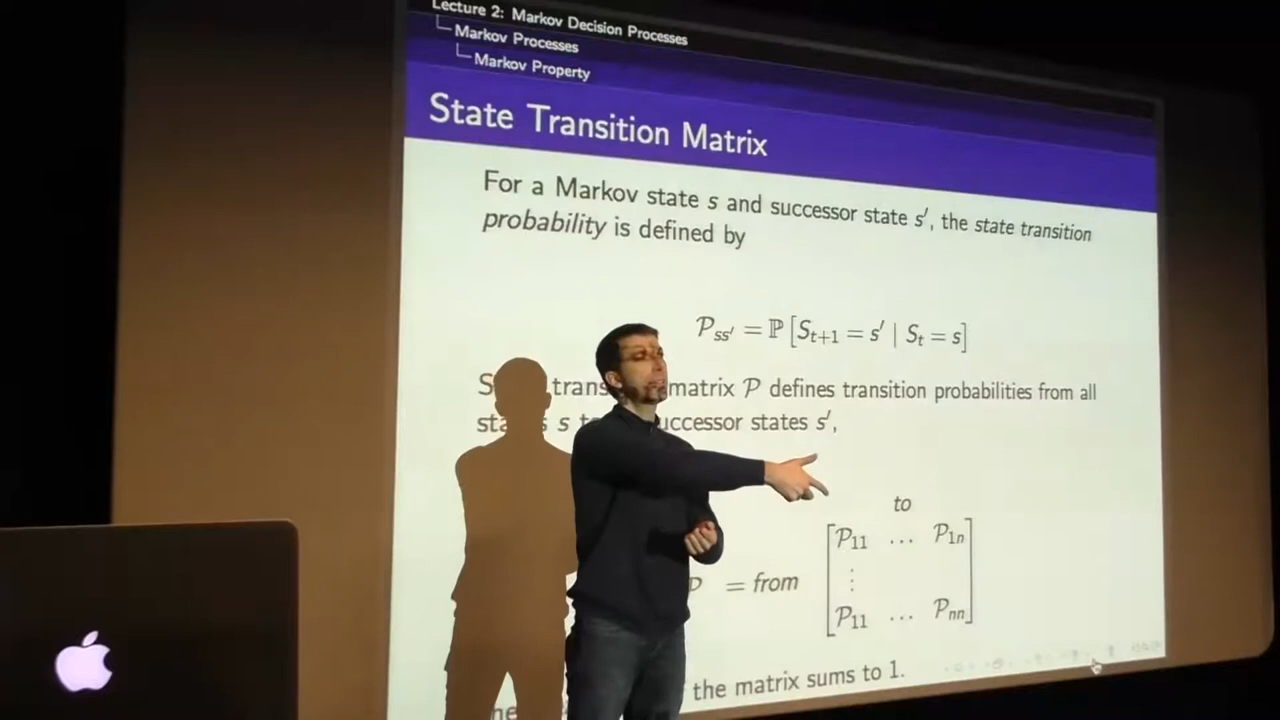 Lecture 2: Markov Decision Processes
Markov Processes
Markov Property
State Transition Matrix
For a Markov state s and successor state s′, the state transition
probability is defined by
𝒫ss′ = ℙ [St+1 = s′ | St = s]
S trans matrix 𝒫 defines transition probabilities from all
sta s s t uccessor states s′,
to
𝒫11 … 𝒫1n
= from ⋮
𝒫11 … 𝒫nn
the matrix sums to 1.